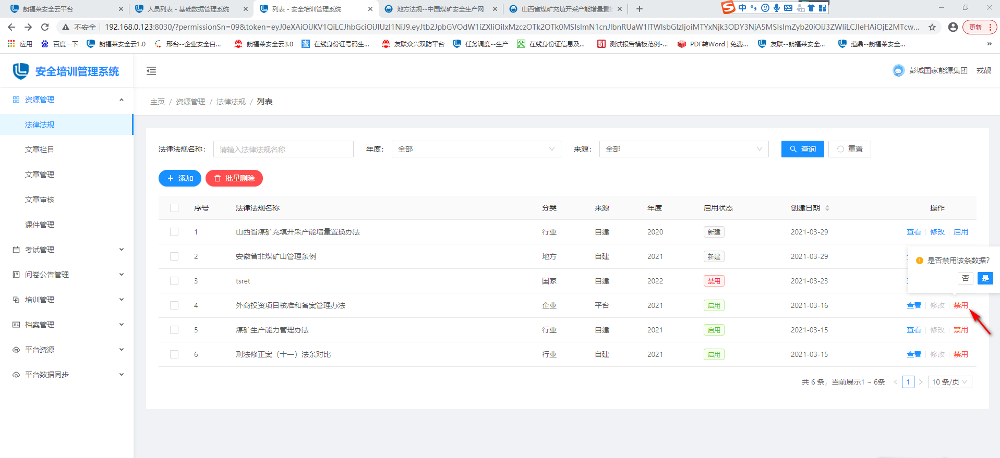 朗福莱安全云平台
人员列表 - 基础数据管理系统
列表 - 安全培训管理系统
地方法规--中国煤矿安全生产网
山西省煤矿充填开采产能增量置
中
不安全 192.168.0.123:8030/?permissionSn=09&token=eyJ0eXAiOiJKV1QiLCJhbGciOiJIUzI1NiJ9.eyJtb2JpbGVOdW1iZXIiOiIxMzczOTk2OTk0MSIsImN1cnJlbnRUaW1lTWlsbGlzIjoiMTYxNjk3ODY3NjA5MSIsImZyb20iOiJ3ZWIiLCJleHAiOjE2MTcw...
更新
应用
百度一下
朗福莱安全云1.0
邢台--企业安全自...
朗福莱安全云3.0
查
在线身份证号码生...
友联众兴双防平台
任务调度--生产
在线身份证信息及...
51
测试报告模板范例-...
PDF转Word | 免费...
友联--朗福莱安全...
蕴鼎--朗福莱安全...
»
安全培训管理系统
彭城国家能源集团 戎靓
资源管理
法律法规
文章栏目
文章管理
文章审核
课件管理
考试管理
问卷公告管理
培训管理
档案管理
平台资源
平台数据同步
主页 / 资源管理 / 法律法规 / 列表
法律法规名称: 请输入法律法规名称 年度: 全部 来源: 全部 查询 重置
添加 批量删除
序号 法律法规名称 分类 来源 年度 启用状态 创建日期 操作
1 山西省煤矿充填开采产能增量置换办法 行业 自建 2020 新建 2021-03-29 查看 修改 启用
2 安徽省非煤矿山管理条例 地方 自建 2021 新建 2021-03-29
是否禁用该条数据?
否 是
3 tsret 国家 自建 2022 禁用 2021-03-23
4 外商投资项目核准和备案管理办法 企业 平台 2021 启用 2021-03-16 查看 修改 禁用
5 煤矿生产能力管理办法 行业 自建 2021 启用 2021-03-15 查看 修改 禁用
6 刑法修正案（十一）法条对比 行业 自建 2021 启用 2021-03-15 查看 修改 禁用
共 6 条，当前展示1 ~ 6条 < 1 > 10 条/页